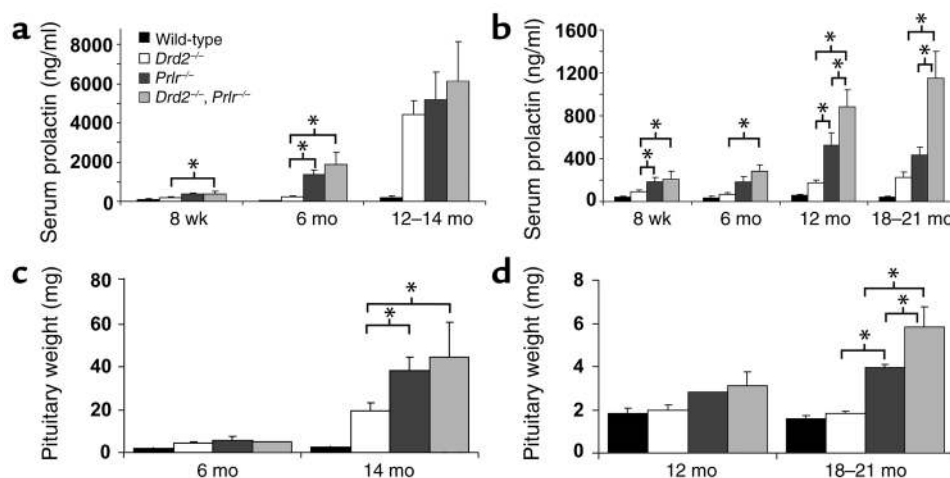 a
Serum prolactin (ng/ml)
8000
6000
4000
2000
0
Wild-type
Drd2–/–
Prlr–/–
Drd2–/–, Prlr–/–
*
*
*
8 wk
6 mo
12–14 mo
b
Serum prolactin (ng/ml)
1600
1200
800
400
0
*
*
*
*
*
*
*
*
8 wk
6 mo
12 mo
18–21 mo
c
Pituitary weight (mg)
80
60
40
20
0
*
*
6 mo
14 mo
d
Pituitary weight (mg)
8
6
4
2
0
*
*
*
12 mo
18–21 mo